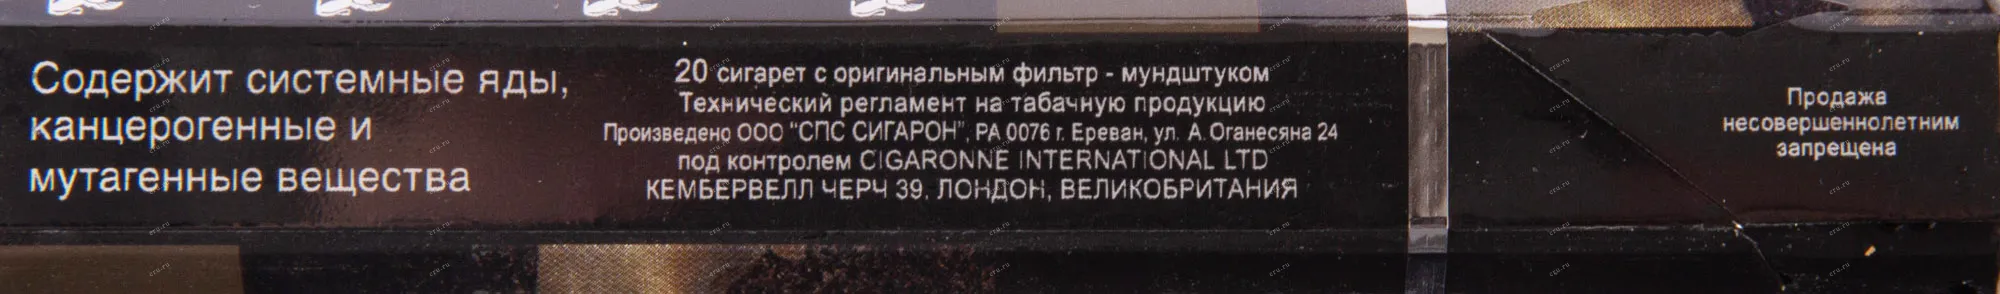 Содержит системные яды,
канцерогенные и
мутагенные вещества
20 сигарет с оригинальным фильтр - мундштуком
Технический регламент на табачную продукцию
Произведено ООО "СПС СИГАРОН", РА 0076 г. Ереван, ул. А. Оганесяна 24
под контролем CIGARONNE INTERNATIONAL LTD
КЕМБЕРВЕЛЛ ЧЕРЧ 39, ЛОНДОН, ВЕЛИКОБРИТАНИЯ
Продажа
несовершеннолетним
запрещена